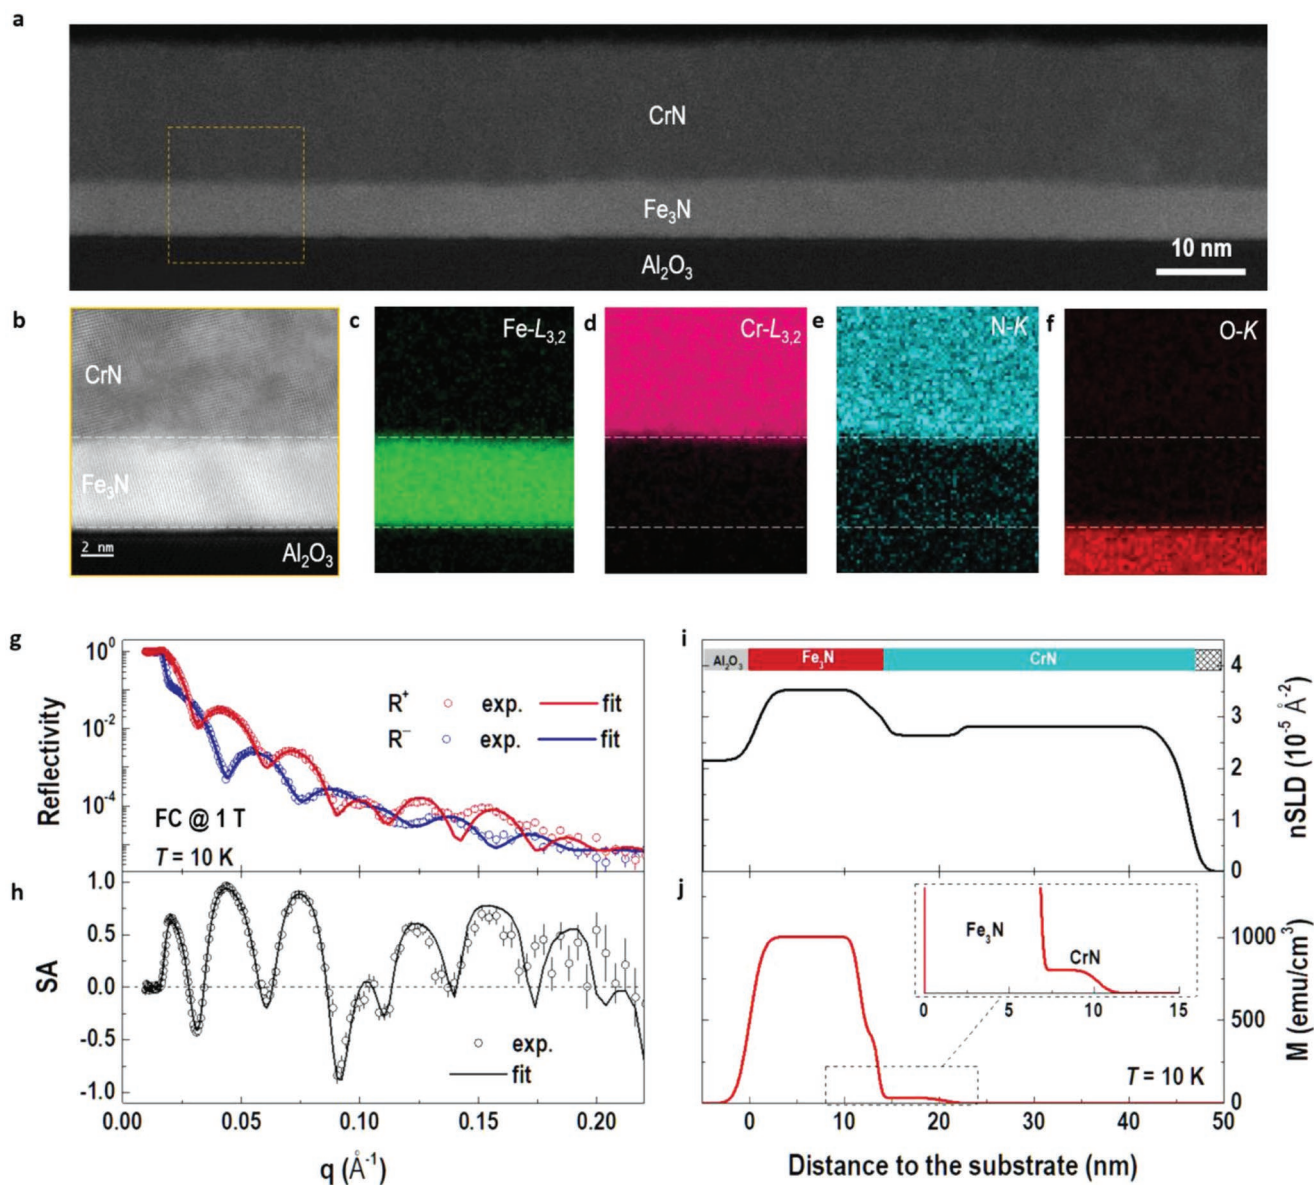 a
CrN
Fe₃N
Al₂O₃
10 nm
b
CrN
Fe₃N
2 nm
Al₂O₃
c
Fe-L₃,₂
d
Cr-L₃,₂
e
N-K
f
O-K
g
10⁰
10⁻²
10⁻⁴
Reflectivity
R⁺ exp. fit
R⁻ exp. fit
FC @ 1 T
T = 10 K
h
1.0
0.5
0.0
-0.5
-1.0
SA
exp.
fit
0.00 0.05 0.10 0.15 0.20
q (Å⁻¹)
i
Al₂O₃ Fe₃N CrN
4
3
2
1
0
nSLD (10⁻⁵ Å⁻²)
j
Fe₃N
CrN
0 5 10 15
1000
500
0
M (emu/cm³)
T = 10 K
0 10 20 30 40 50
Distance to the substrate (nm)